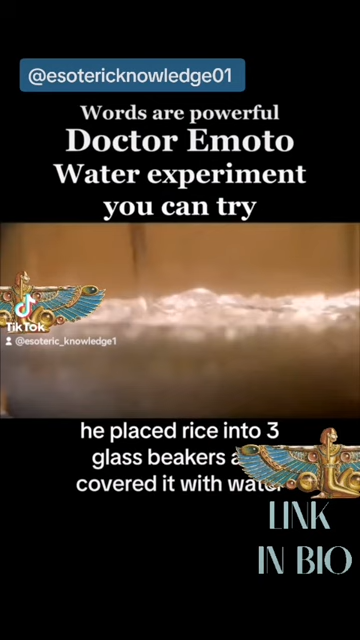 @esotericknowledge01
Words are powerful
Doctor Emoto
Water experiment
you can try
TikTok
@esoteric_knowledge1
he placed rice into 3
glass beakers
covered it with water
LINK
IN BIO